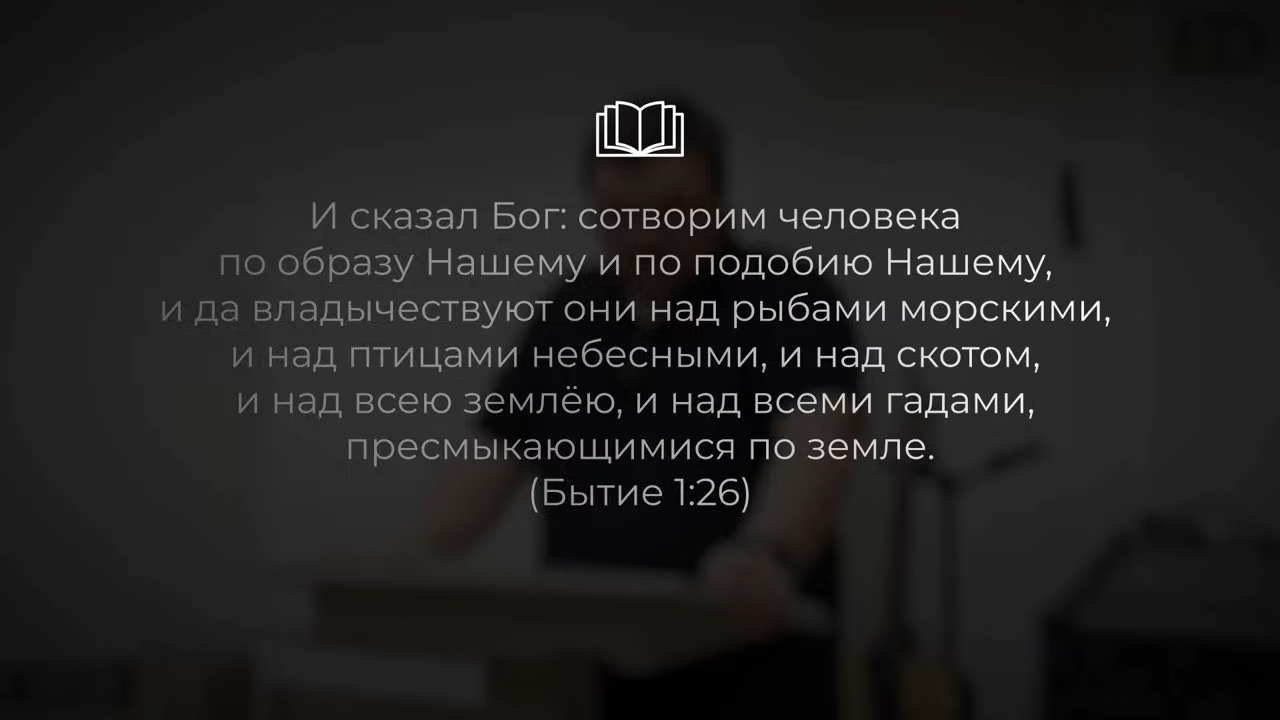 И сказал Бог: сотворим человека
по образу Нашему и по подобию Нашему,
и да владычествуют они над рыбами морскими,
и над птицами небесными, и над скотом,
и над всею землёю, и над всеми гадами,
пресмыкающимися по земле.
(Бытие 1:26)